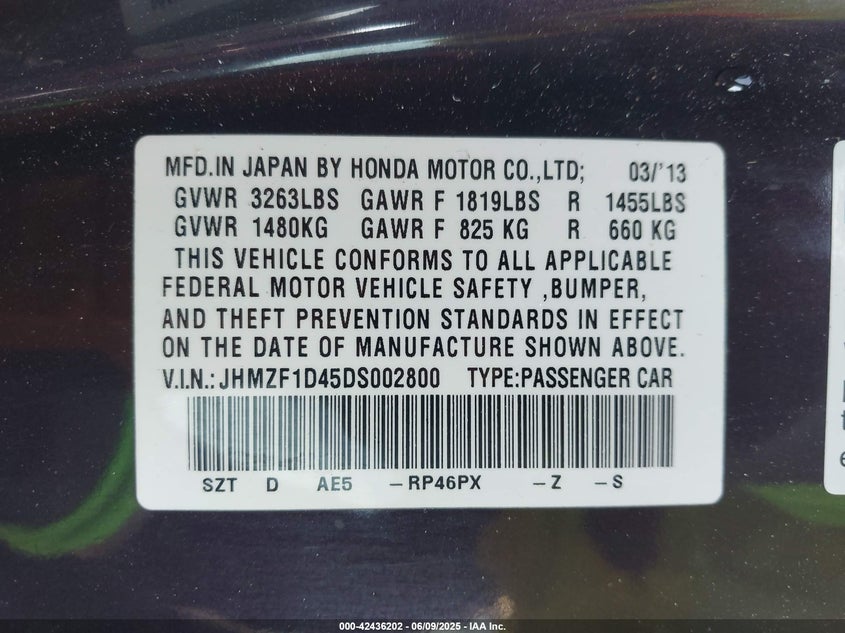 MFD.IN JAPAN BY HONDA MOTOR CO.,LTD; 03/'13
GVWR 3263LBS GAWR F 1819LBS R 1455LBS
GVWR 1480KG GAWR F 825 KG R 660 KG
THIS VEHICLE CONFORMS TO ALL APPLICABLE
FEDERAL MOTOR VEHICLE SAFETY ,BUMPER,
AND THEFT PREVENTION STANDARDS IN EFFECT
ON THE DATE OF MANUFACTURE SHOWN ABOVE.
V.I.N.: JHMZF1D45DS002800 TYPE:PASSENGER CAR
SZT D AE5 –RP46PX –Z –S
000-42436202 / 06/09/2025 - IAA Inc.